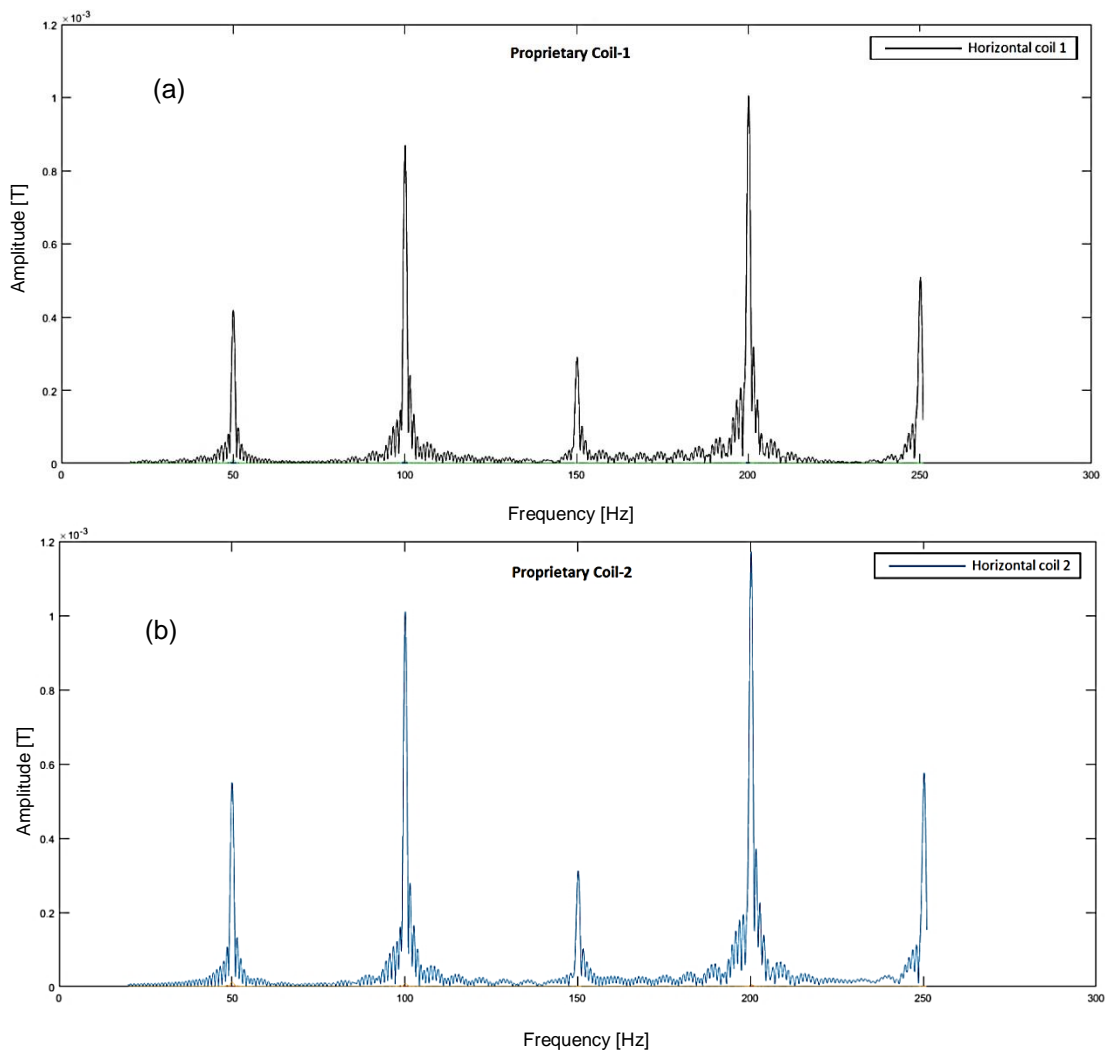 × 10⁻³
1.2
Proprietary Coil-1
Horizontal coil 1
(a)
1
0.8
0.6
0.4
0.2
0
Amplitude [T]
0 50 100 150 200 250 300
Frequency [Hz]
× 10⁻³
1.2
Proprietary Coil-2
Horizontal coil 2
(b)
1
0.8
0.6
0.4
0.2
0
Amplitude [T]
0 50 100 150 200 250 300
Frequency [Hz]